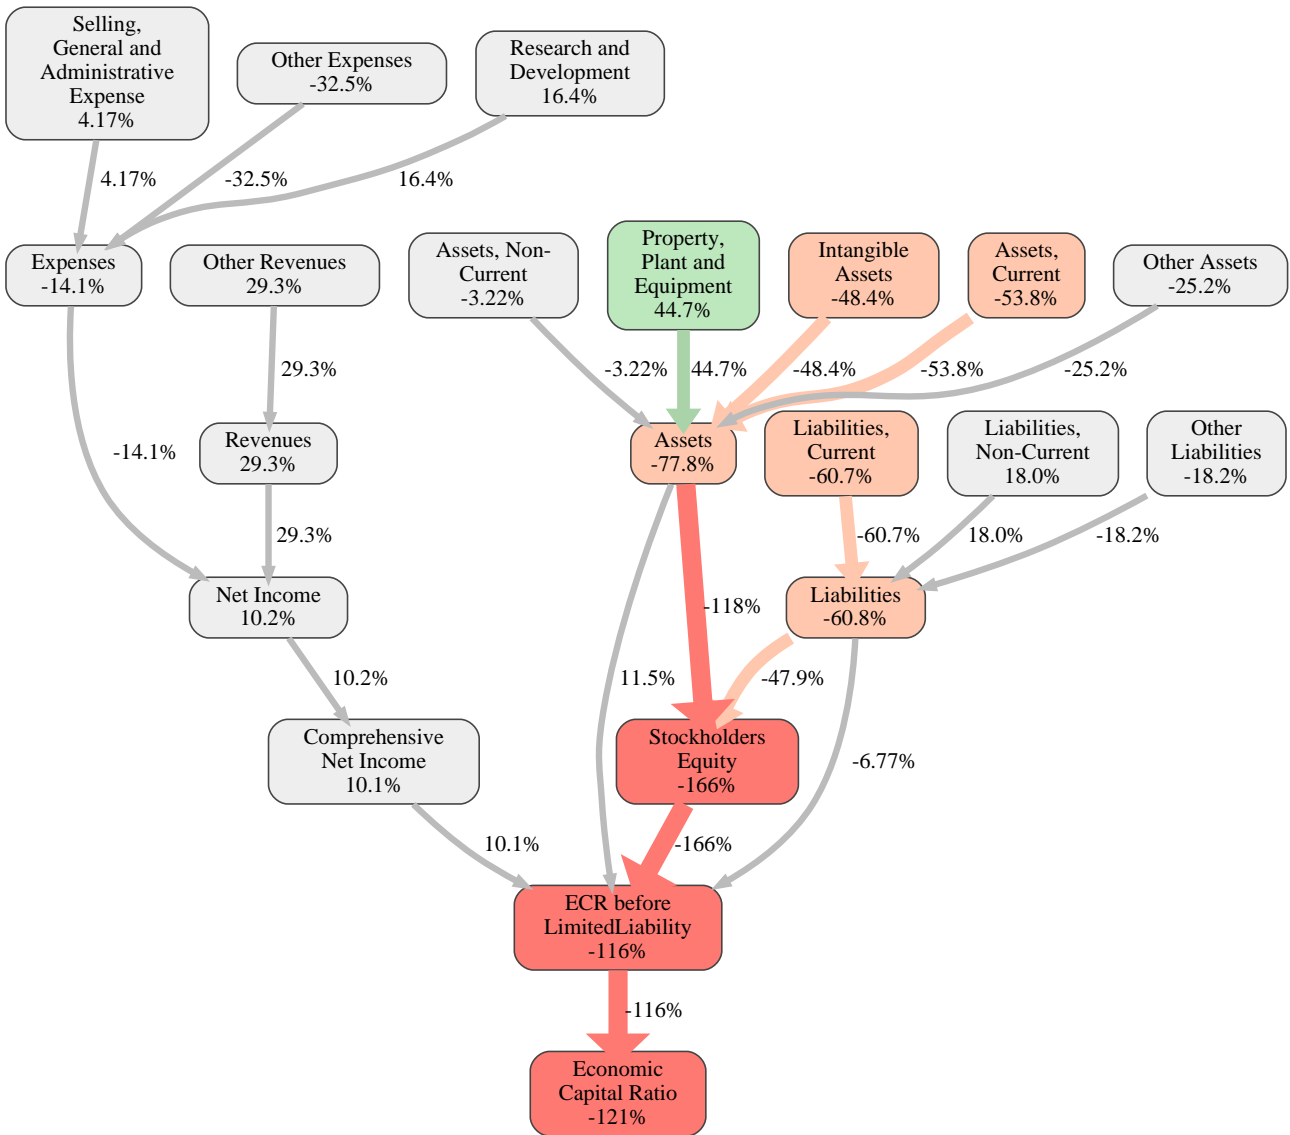 Selling,
General and
Administrative
Expense
4.17%
Other Expenses
-32.5%
Research and
Development
16.4%
4.17%
-32.5%
16.4%
Expenses
-14.1%
Other Revenues
29.3%
Assets, Non-
Current
-3.22%
Property,
Plant and
Equipment
44.7%
Intangible
Assets
-48.4%
Assets,
Current
-53.8%
Other Assets
-25.2%
29.3%
-3.22%
44.7%
-48.4%
-53.8%
-25.2%
-14.1%
Revenues
29.3%
Assets
-77.8%
Liabilities,
Current
-60.7%
Liabilities,
Non-Current
18.0%
Other
Liabilities
-18.2%
29.3%
-60.7%
18.0%
-18.2%
Net Income
10.2%
-118%
Liabilities
-60.8%
10.2%
11.5%
-47.9%
Comprehensive
Net Income
10.1%
Stockholders
Equity
-166%
-6.77%
10.1%
-166%
ECR before
LimitedLiability
-116%
-116%
Economic
Capital Ratio
-121%